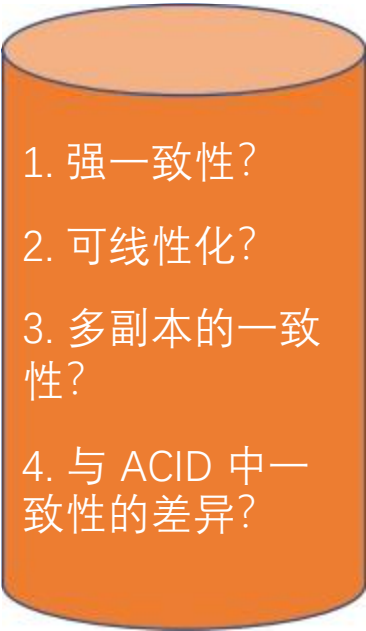 1. 强一致性?
2. 可线性化?
3. 多副本的一致
性?
4. 与 ACID 中一
致性的差异?